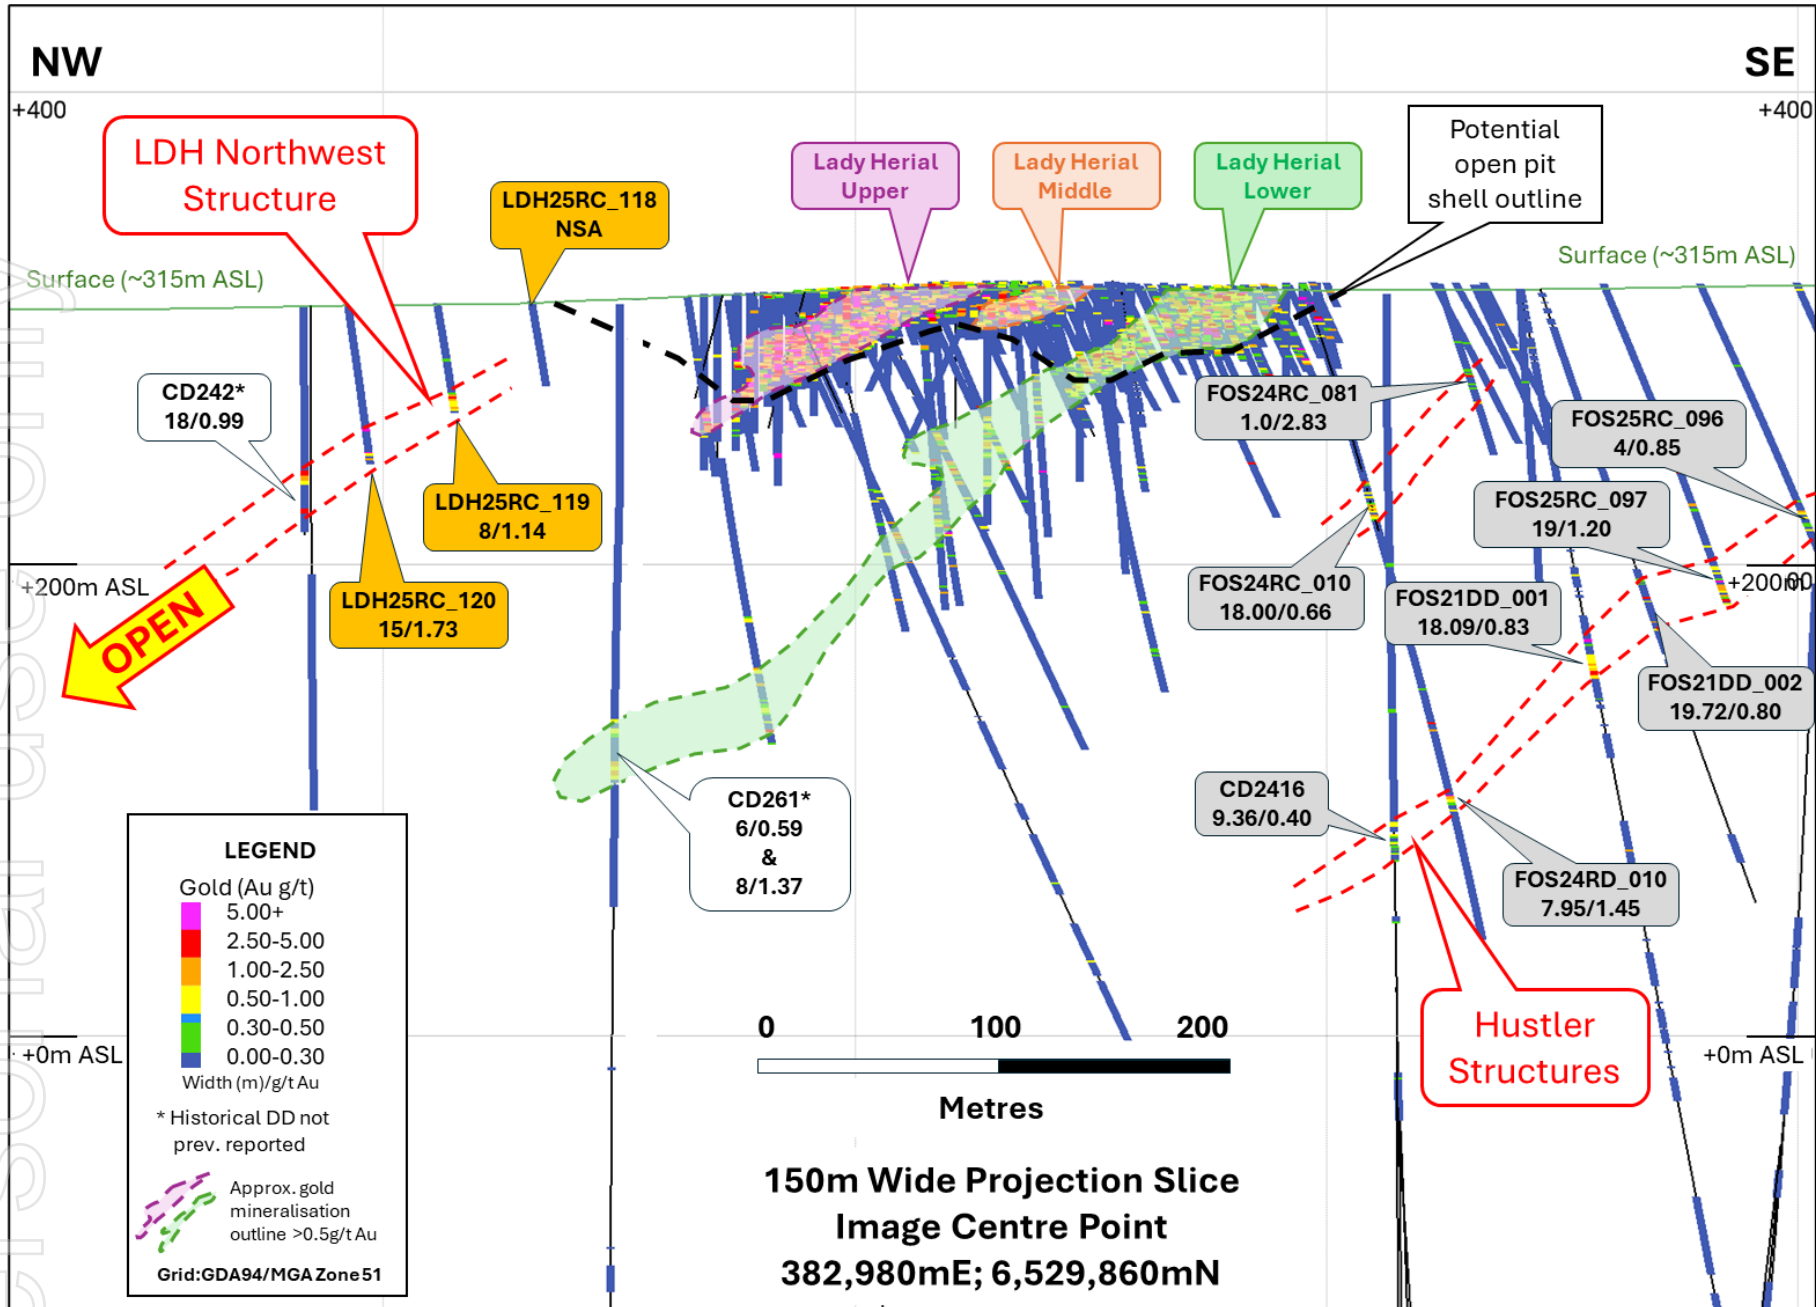 NW
SE
+400
+400
LDH Northwest
Structure
LDH25RC_118
NSA
Lady Herial
Upper
Lady Herial
Middle
Lady Herial
Lower
Potential
open pit
shell outline
Surface (~315m ASL)
Surface (~315m ASL)
CD242*
18/0.99
LDH25RC_119
8/1.14
LDH25RC_120
15/1.73
FOS24RC_081
1.0/2.83
FOS25RC_096
4/0.85
FOS25RC_097
19/1.20
FOS24RC_010
18.00/0.66
FOS21DD_001
18.09/0.83
FOS21DD_002
19.72/0.80
+200m ASL
OPEN
CD261*
6/0.59
&
8/1.37
CD2416
9.36/0.40
FOS24RD_010
7.95/1.45
Hustler
Structures
+0m ASL
+0m ASL
LEGEND
Gold (Au g/t)
5.00+
2.50-5.00
1.00-2.50
0.50-1.00
0.30-0.50
0.00-0.30
Width (m)/g/t Au
* Historical DD not
prev. reported
Approx. gold
mineralisation
outline >0.5g/t Au
Grid:GDA94/MGA Zone 51
0 100 200
Metres
150m Wide Projection Slice
Image Centre Point
382,980mE; 6,529,860mN